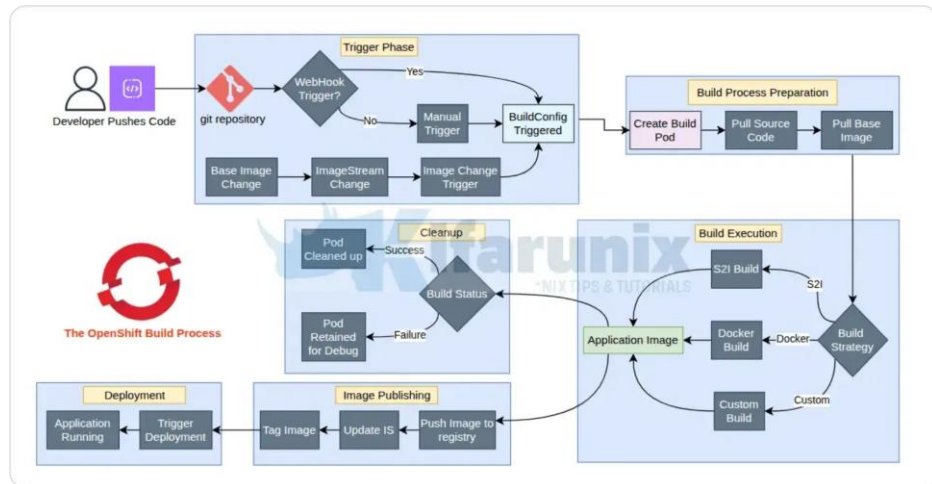 Trigger Phase
WebHook
Trigger?
Yes
No
Manual
Trigger
BuildConfig
Triggered
Developer Pushes Code
git repository
Base Image
Change
ImageStream
Change
Image Change
Trigger
Build Process Preparation
Create Build
Pod
Pull Source
Code
Pull Base
Image
Build Execution
S2I Build
S2I
Docker
Build
Docker
Build
Strategy
Custom
Build
Custom
Application Image
Cleanup
Pod
Cleaned up
Success
Build Status
Failure
Pod
Retained
for Debug
Kifarunix
*NIX TIPS & TUTORIALS
The OpenShift Build Process
Deployment
Application
Running
Trigger
Deployment
Image Publishing
Tag Image
Update IS
Push Image to
registry